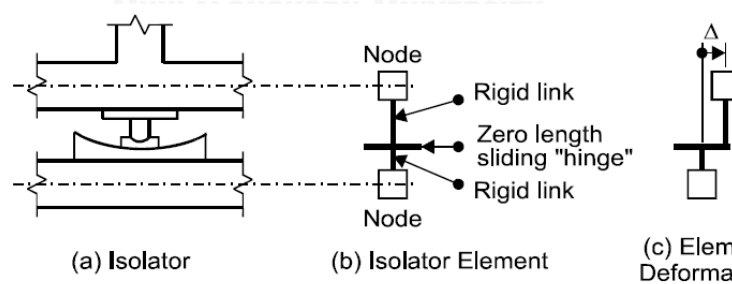 Node
Δ
Rigid link
Zero length
sliding "hinge"
Rigid link
Node
(a) Isolator
(b) Isolator Element
(c) Elem
Deforma